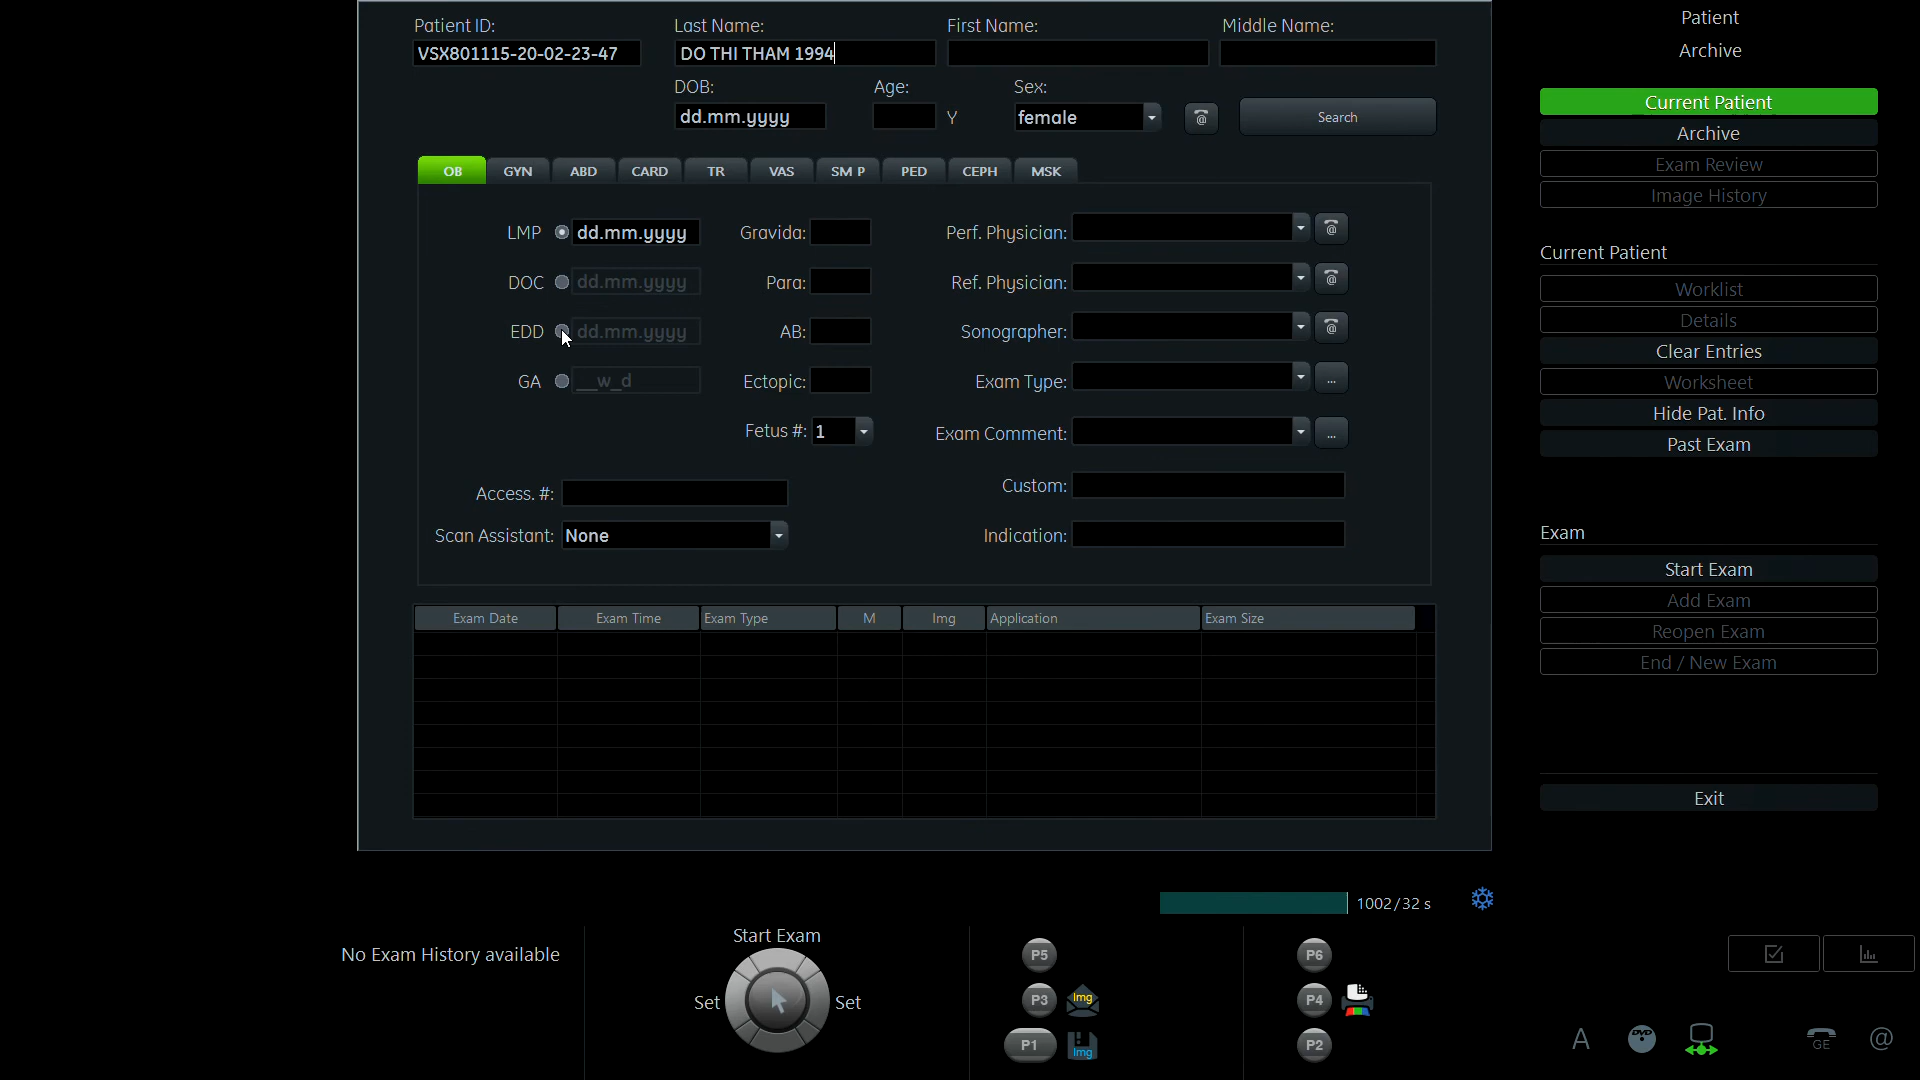 Patient ID: Last Name: First Name: Middle Name:
VSX801115-20-02-23-47 DO THI THAM 1994
DOB: Age: Sex:
dd.mm.yyyy Y female @ Search
OB GYN ABD CARD TR VAS SM P PED CEPH MSK
LMP dd.mm.yyyy Gravida: Perf. Physician: @
DOC dd.mm.yyyy Para: Ref. Physician: @
EDD dd.mm.yyyy AB: Sonographer: @
GA __w_d Ectopic: Exam Type: ...
Fetus #: 1 Exam Comment: ...
Access. #: Custom:
Scan Assistant: None Indication:
Exam Date Exam Time Exam Type M Img Application Exam Size
Patient
Archive
Current Patient
Archive
Exam Review
Image History
Current Patient
Worklist
Details
Clear Entries
Worksheet
Hide Pat. Info
Past Exam
Exam
Start Exam
Add Exam
Reopen Exam
End / New Exam
Exit
1002/32 s
No Exam History available
Start Exam
Set Set
P5
P3 Img
P1 Img
P6
P4
P2
A DVD GE @